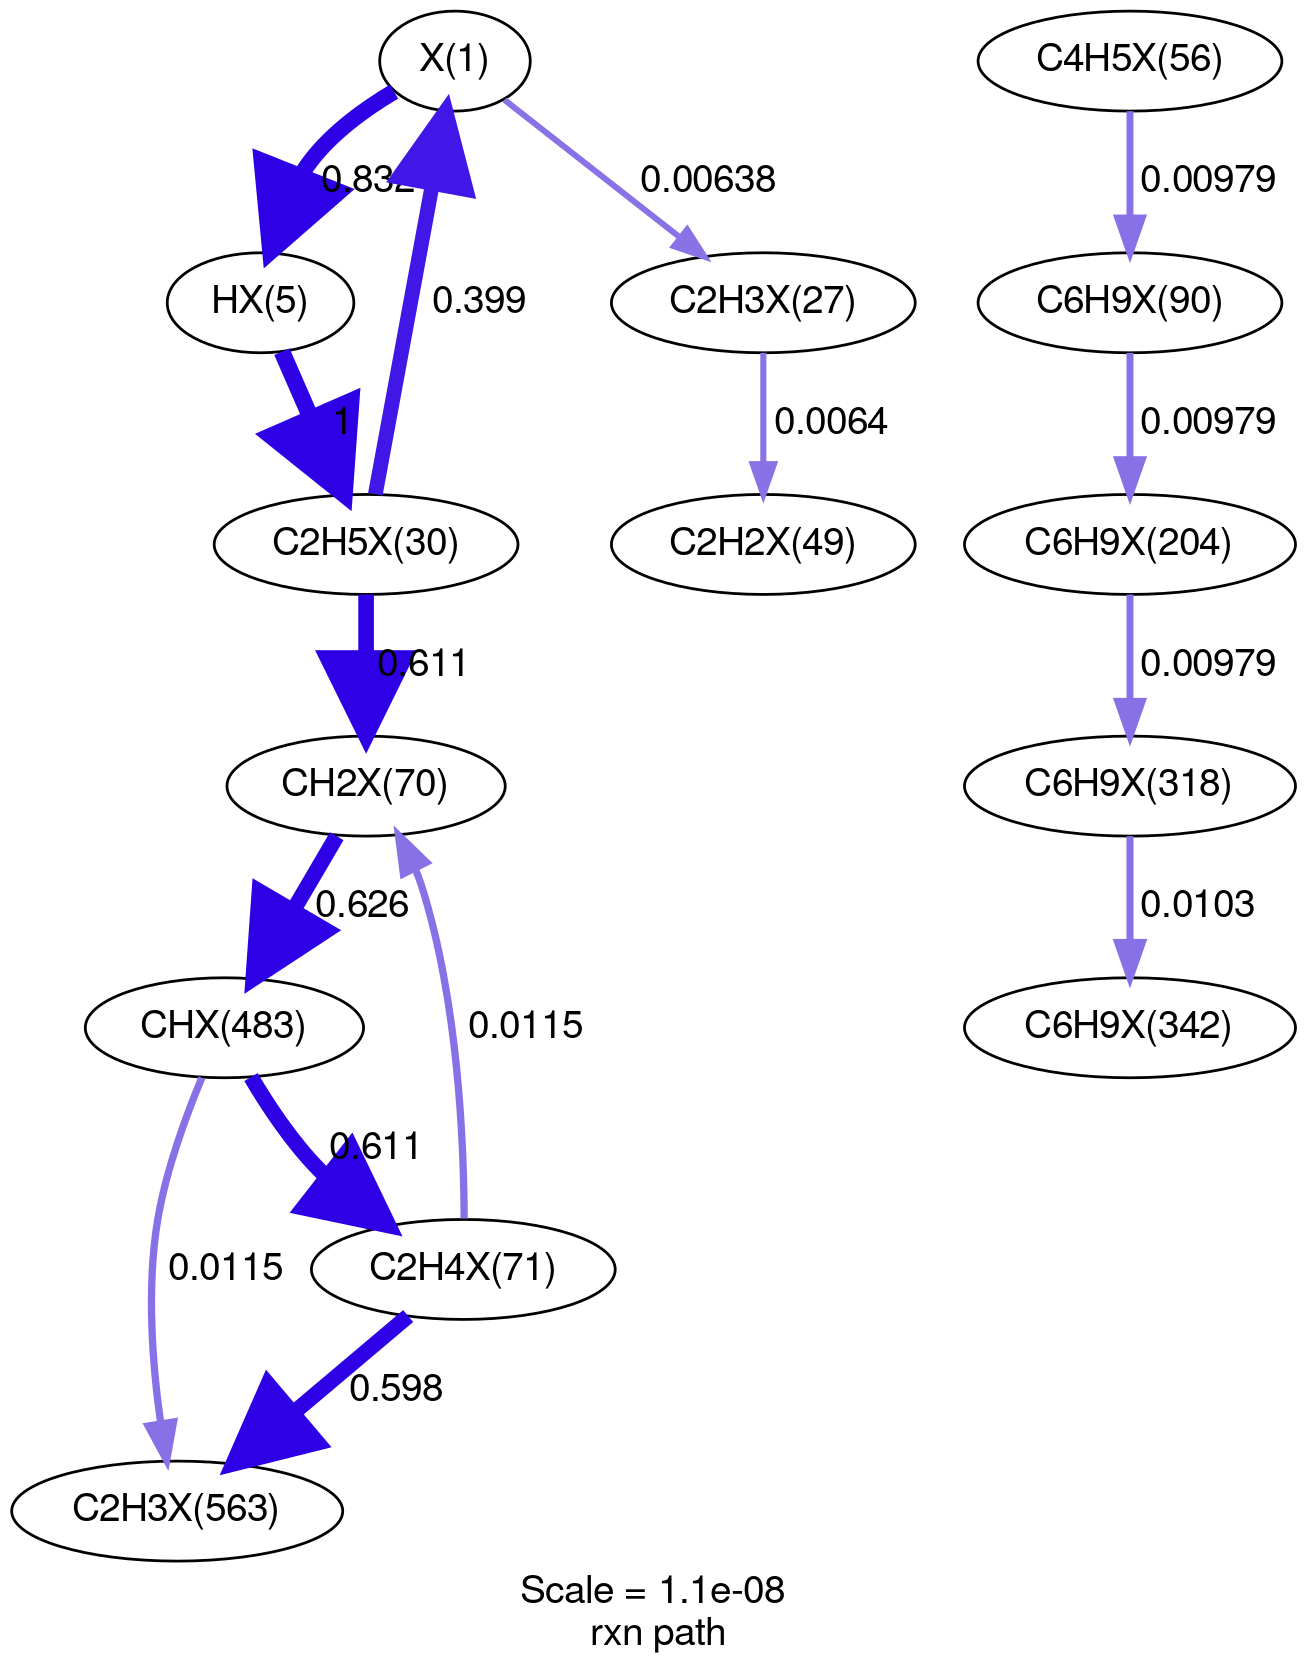 X(1)
C4H5X(56)
0.832
0.00638
0.00979
HX(5)
0.399
C2H3X(27)
C6H9X(90)
1
0.0064
0.00979
C2H5X(30)
C2H2X(49)
C6H9X(204)
0.611
0.00979
CH2X(70)
C6H9X(318)
0.626
0.0103
CHX(483)
0.0115
C6H9X(342)
0.611
0.0115
C2H4X(71)
0.598
C2H3X(563)
Scale = 1.1e-08
rxn path